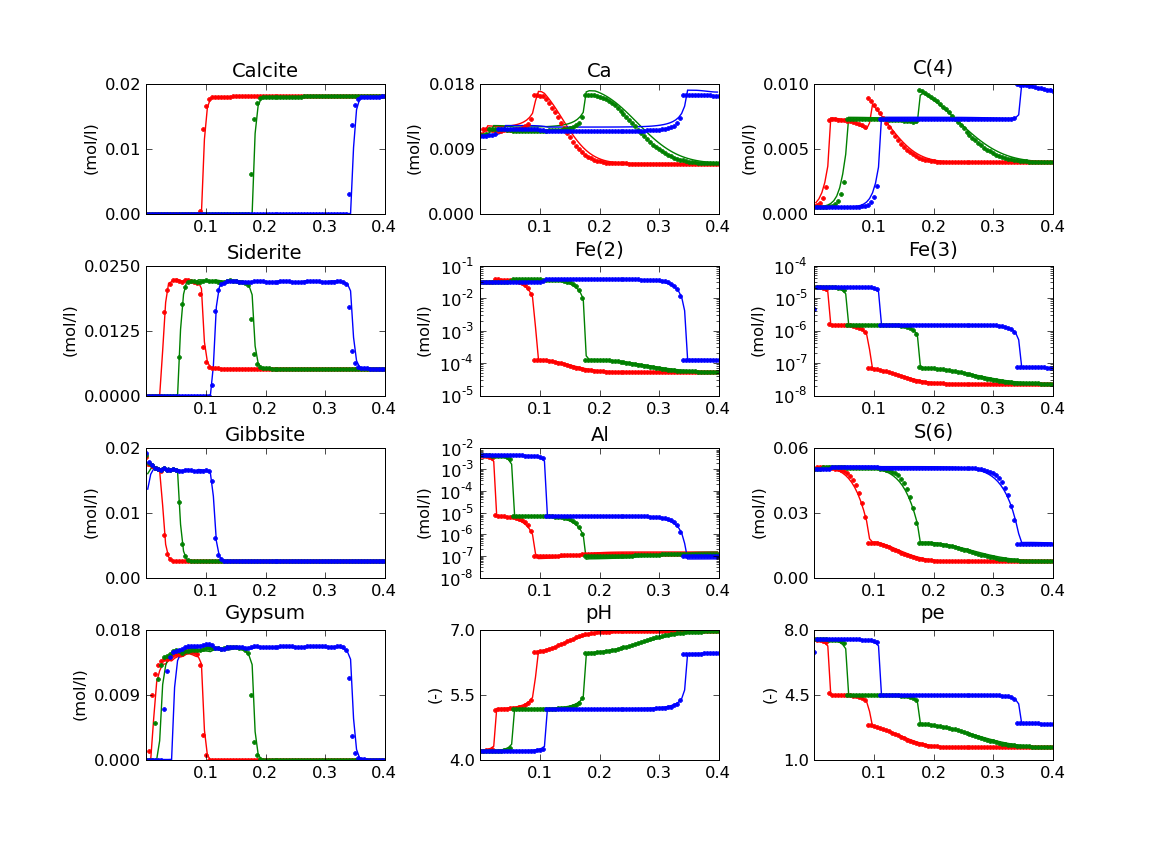 Calcite
0.02
0.01
0.00
(mol/l)
0.1 0.2 0.3 0.4
Ca
0.018
0.009
0.000
(mol/l)
0.1 0.2 0.3 0.4
C(4)
0.010
0.005
0.000
(mol/l)
0.1 0.2 0.3 0.4
Siderite
0.0250
0.0125
0.0000
(mol/l)
0.1 0.2 0.3 0.4
Fe(2)
10^-1
10^-2
10^-3
10^-4
10^-5
(mol/l)
0.1 0.2 0.3 0.4
Fe(3)
10^-4
10^-5
10^-6
10^-7
10^-8
(mol/l)
0.1 0.2 0.3 0.4
Gibbsite
0.02
0.01
0.00
(mol/l)
0.1 0.2 0.3 0.4
Al
10^-2
10^-3
10^-4
10^-5
10^-6
10^-7
10^-8
(mol/l)
0.1 0.2 0.3 0.4
S(6)
0.06
0.03
0.00
(mol/l)
0.1 0.2 0.3 0.4
Gypsum
0.018
0.009
0.000
(mol/l)
0.1 0.2 0.3 0.4
pH
7.0
5.5
4.0
(-)
0.1 0.2 0.3 0.4
pe
8.0
4.5
1.0
(-)
0.1 0.2 0.3 0.4